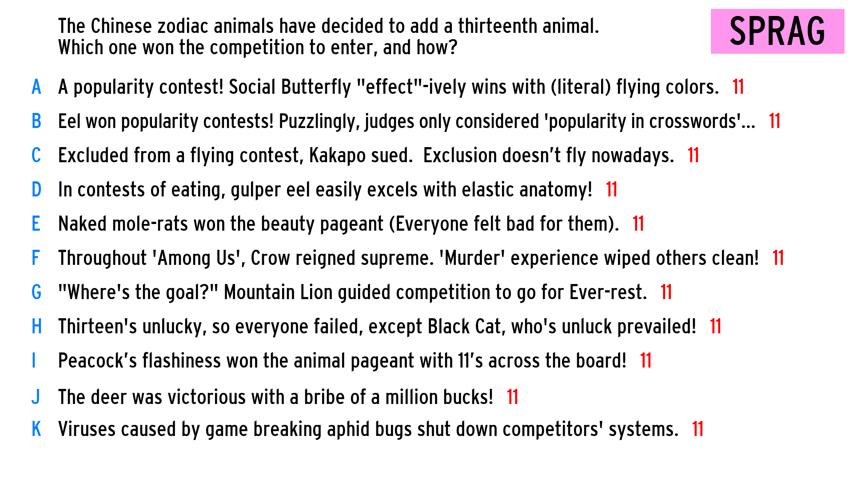 The Chinese zodiac animals have decided to add a thirteenth animal.
Which one won the competition to enter, and how?
SPRAG
A A popularity contest! Social Butterfly "effect"-ively wins with (literal) flying colors. 11
B Eel won popularity contests! Puzzlingly, judges only considered 'popularity in crosswords'... 11
C Excluded from a flying contest, Kakapo sued. Exclusion doesn't fly nowadays. 11
D In contests of eating, gulper eel easily excels with elastic anatomy! 11
E Naked mole-rats won the beauty pageant (Everyone felt bad for them). 11
F Throughout 'Among Us', Crow reigned supreme. 'Murder' experience wiped others clean! 11
G "Where's the goal?" Mountain Lion guided competition to go for Ever-rest. 11
H Thirteen's unlucky, so everyone failed, except Black Cat, who's unluck prevailed! 11
I Peacock's flashiness won the animal pageant with 11's across the board! 11
J The deer was victorious with a bribe of a million bucks! 11
K Viruses caused by game breaking aphid bugs shut down competitors' systems. 11